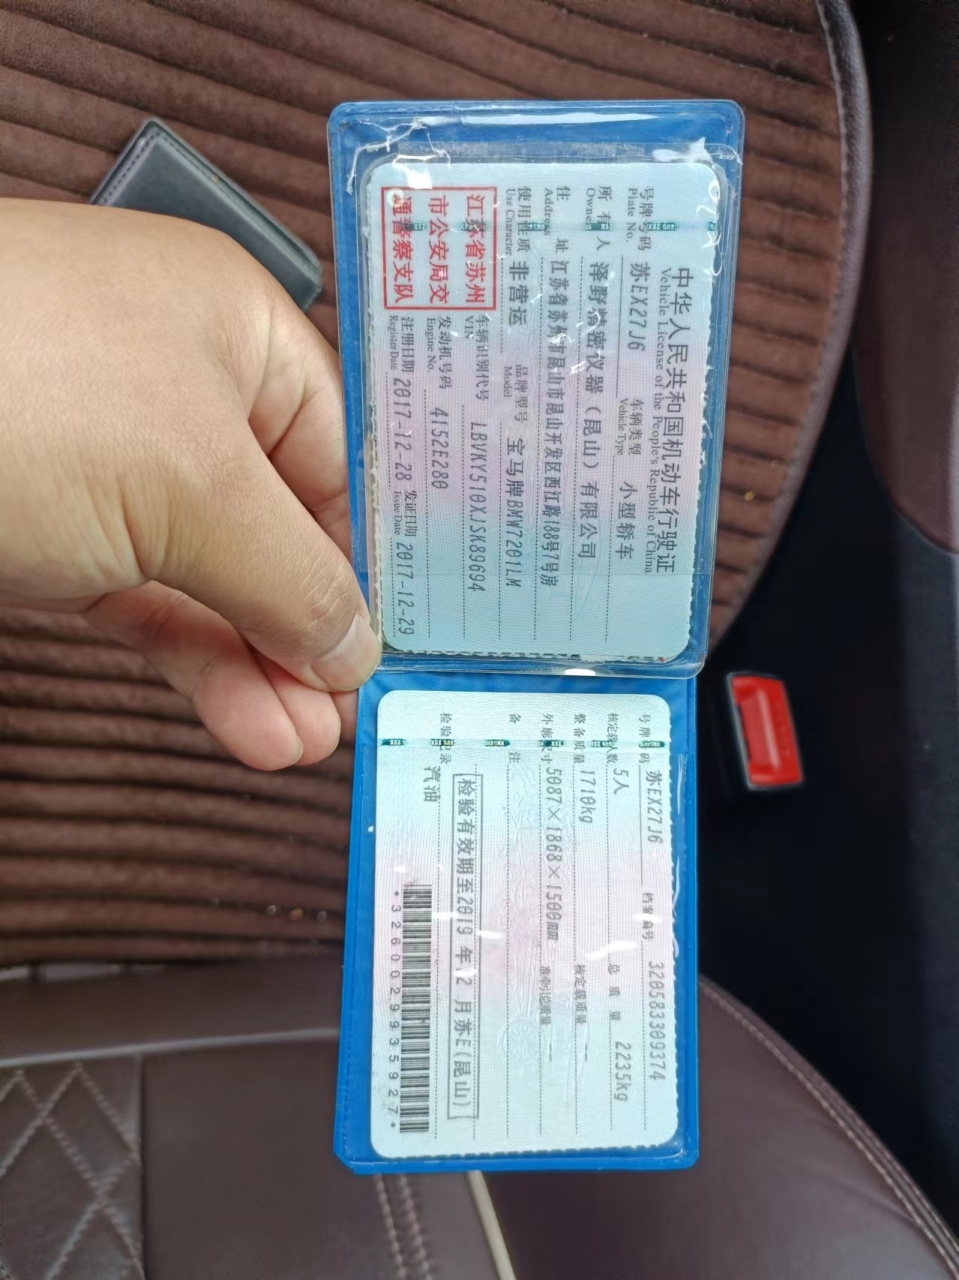 中华人民共和国机动车行驶证
Vehicle License of the People's Republic of China
号牌号码 苏EX27J6 车辆类型 小型轿车
Plate No. Vehicle Type
所有人 泽野精密仪器（昆山）有限公司
Owner
住址 江苏省苏州市昆山市昆山开发区西江路188号7号房
Address
使用性质 非营运 品牌型号 宝马牌BMW7201LM
Use Character Model
江苏省苏州
市公安局交
通警察支队
车辆识别代号 LBVKY510XJSK89694
VIN
发动机号码 4152E280
Engine No.
注册日期 2017-12-28 发证日期 2017-12-29
Register Date Issue Date
号牌号码 苏EX27J6 档案编号 320583309374
核定载人数 5人 总质量 2235kg
整备质量 1710kg 核定载质量 --
外廓尺寸 5087×1868×1500mm 准牵引总质量 --
备注
检验有效期至2019年12月苏E(昆山)
检验记录
汽油
*3260029935927*